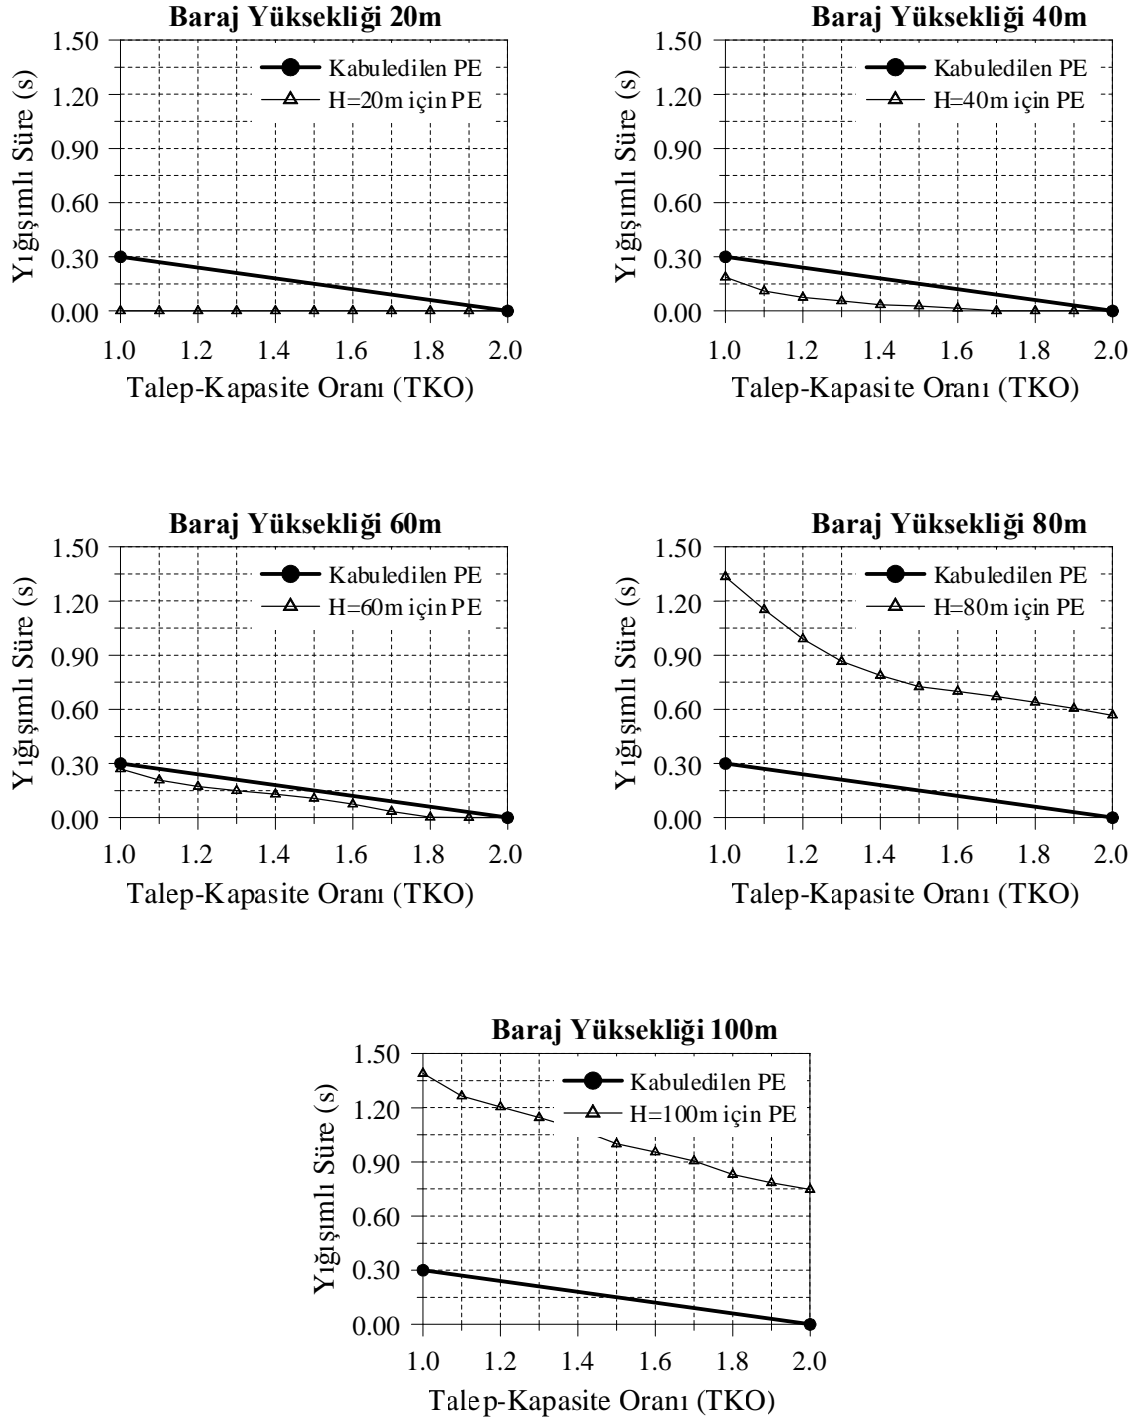 Baraj Yüksekliği 20m
1.50
1.20
0.90
0.60
0.30
0.00
Yığışımlı Süre (s)
Kabuledilen PE
H=20m için PE
1.0 1.2 1.4 1.6 1.8 2.0
Talep-Kapasite Oranı (TKO)
Baraj Yüksekliği 40m
1.50
1.20
0.90
0.60
0.30
0.00
Yığışımlı Süre (s)
Kabuledilen PE
H=40m için PE
1.0 1.2 1.4 1.6 1.8 2.0
Talep-Kapasite Oranı (TKO)
Baraj Yüksekliği 60m
1.50
1.20
0.90
0.60
0.30
0.00
Yığışımlı Süre (s)
Kabuledilen PE
H=60m için PE
1.0 1.2 1.4 1.6 1.8 2.0
Talep-Kapasite Oranı (TKO)
Baraj Yüksekliği 80m
1.50
1.20
0.90
0.60
0.30
0.00
Yığışımlı Süre (s)
Kabuledilen PE
H=80m için PE
1.0 1.2 1.4 1.6 1.8 2.0
Talep-Kapasite Oranı (TKO)
Baraj Yüksekliği 100m
1.50
1.20
0.90
0.60
0.30
0.00
Yığışımlı Süre (s)
Kabuledilen PE
H=100m için PE
1.0 1.2 1.4 1.6 1.8 2.0
Talep-Kapasite Oranı (TKO)